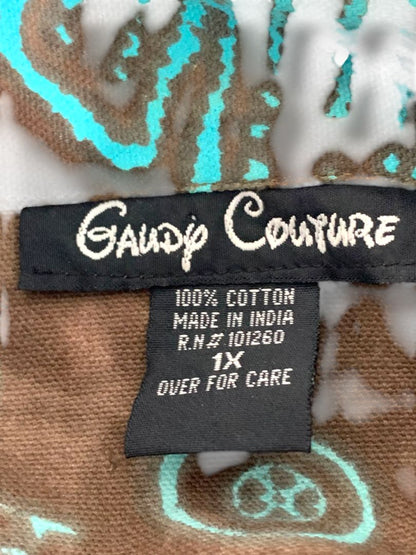 Gaudy Couture
100% COTTON
MADE IN INDIA
R.N.# 101260
1X
OVER FOR CARE